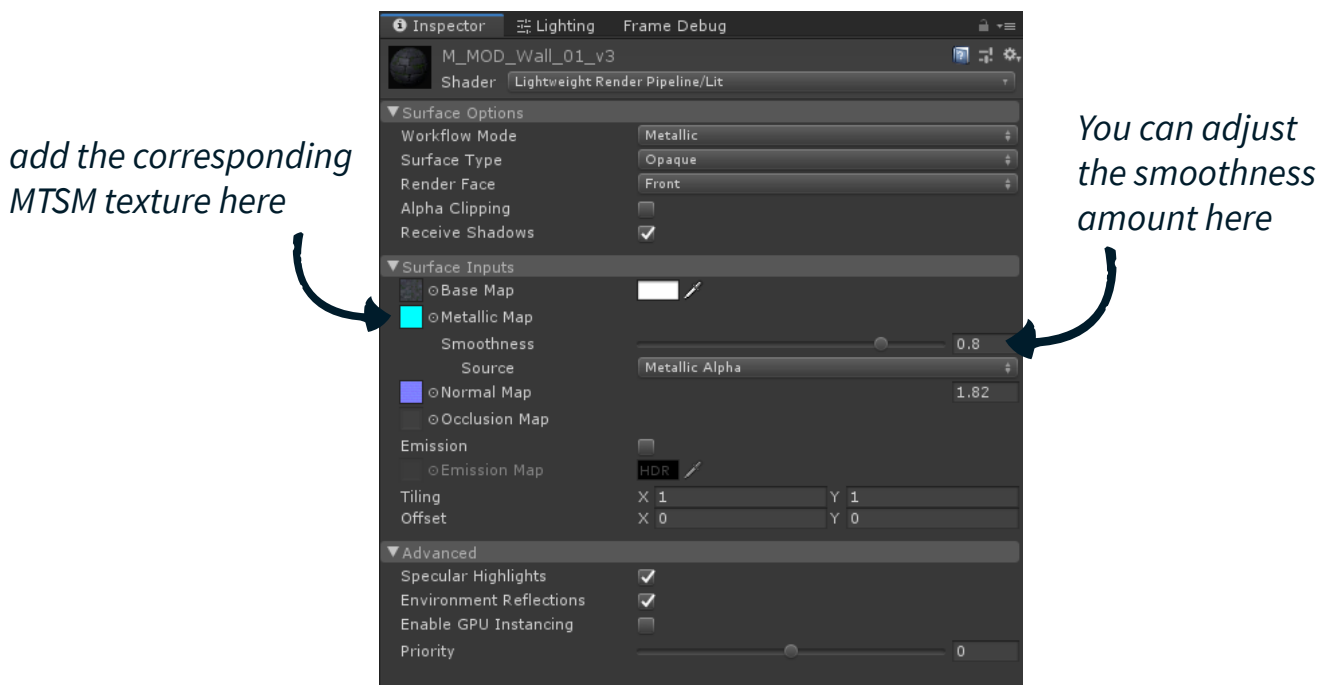 Inspector Lighting Frame Debug
M_MOD_Wall_01_v3
Shader Lightweight Render Pipeline/Lit
Surface Options
Workflow Mode Metallic
Surface Type Opaque
Render Face Front
Alpha Clipping
Receive Shadows
add the corresponding
MTSM texture here
You can adjust
the smoothness
amount here
Surface Inputs
Base Map
Metallic Map
Smoothness 0.8
Source Metallic Alpha
Normal Map 1.82
Occlusion Map
Emission
Emission Map HDR
Tiling X 1 Y 1
Offset X 0 Y 0
Advanced
Specular Highlights
Environment Reflections
Enable GPU Instancing
Priority 0